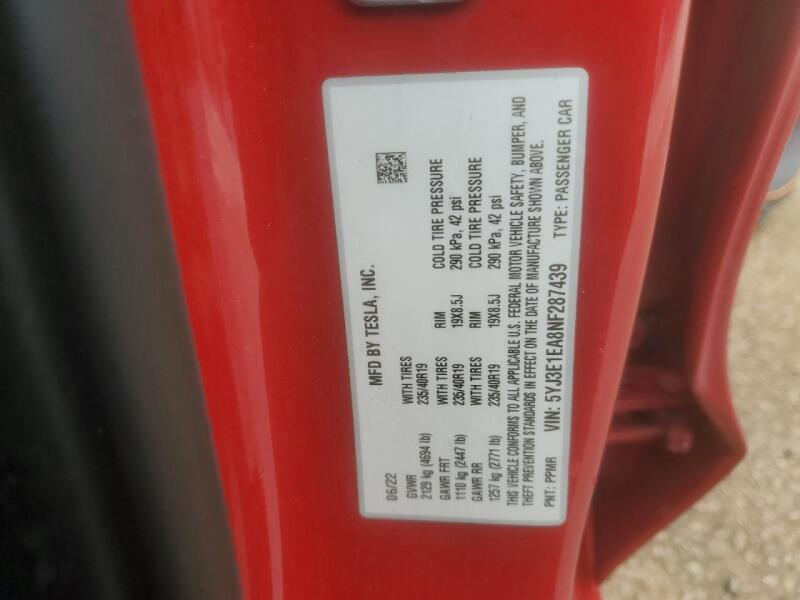 MFD BY TESLA, INC.
06/22
GVWR WITH TIRES RIM COLD TIRE PRESSURE
2129 kg (4694 lb) 235/40R19 19X8.5J 290 kPa, 42 psi
GAWR FRT WITH TIRES RIM COLD TIRE PRESSURE
1110 kg (2447 lb) 235/40R19 19X8.5J 290 kPa, 42 psi
GAWR RR WITH TIRES
1257 kg (2771 lb) 235/40R19
THIS VEHICLE CONFORMS TO ALL APPLICABLE U.S. FEDERAL MOTOR VEHICLE SAFETY, BUMPER, AND
THEFT PREVENTION STANDARDS IN EFFECT ON THE DATE OF MANUFACTURE SHOWN ABOVE.
PNT: PPMR VIN: 5YJ3E1EA8NF287439 TYPE: PASSENGER CAR